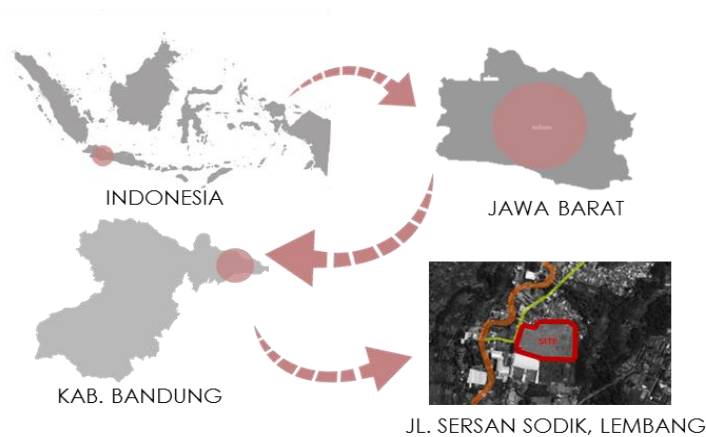 INDONESIA
JAWA BARAT
KAB. BANDUNG
SITE
JL. SERSAN SODIK, LEMBANG